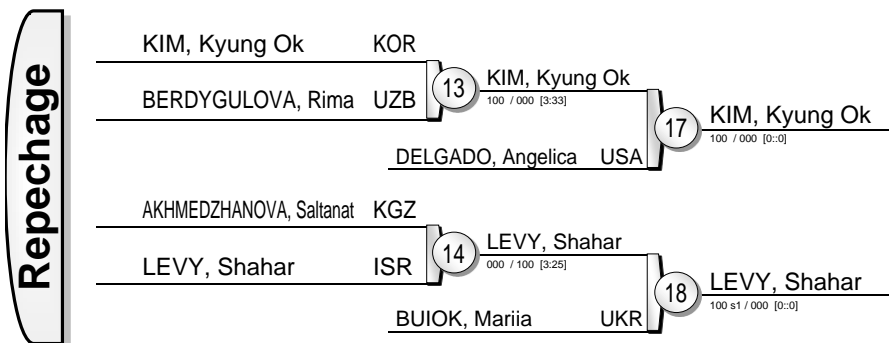 Repechage
KIM, Kyung Ok KOR
BERDYGULOVA, Rima UZB
13
KIM, Kyung Ok
100 / 000 [3:33]
DELGADO, Angelica USA
17
KIM, Kyung Ok
100 / 000 [0::0]
AKHMEDZHANOVA, Saltanat KGZ
LEVY, Shahar ISR
14
LEVY, Shahar
000 / 100 [3:25]
BUIOK, Mariia UKR
18
LEVY, Shahar
100 s1 / 000 [0::0]